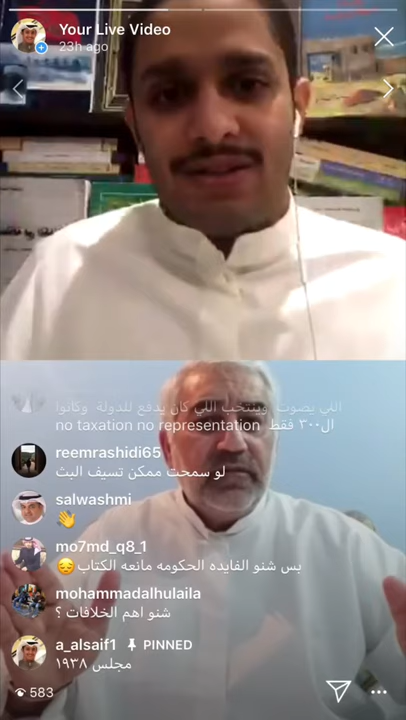 Your Live Video
23h ago
اللي يصوت وينتخب اللي كان يدفع للدولة وكانوا
ال٣٠٠ فقط no taxation no representation
reemrashidi65
لو سمحت ممكن تسيف البث
salwashmi
👋
mo7md_q8_1
بس شنو الفايده الحكومه مانعه الكتاب😔
mohammadalhulaila
شنو اهم الخلافات ؟
a_alsaif1 PINNED
مجلس ١٩٣٨
583